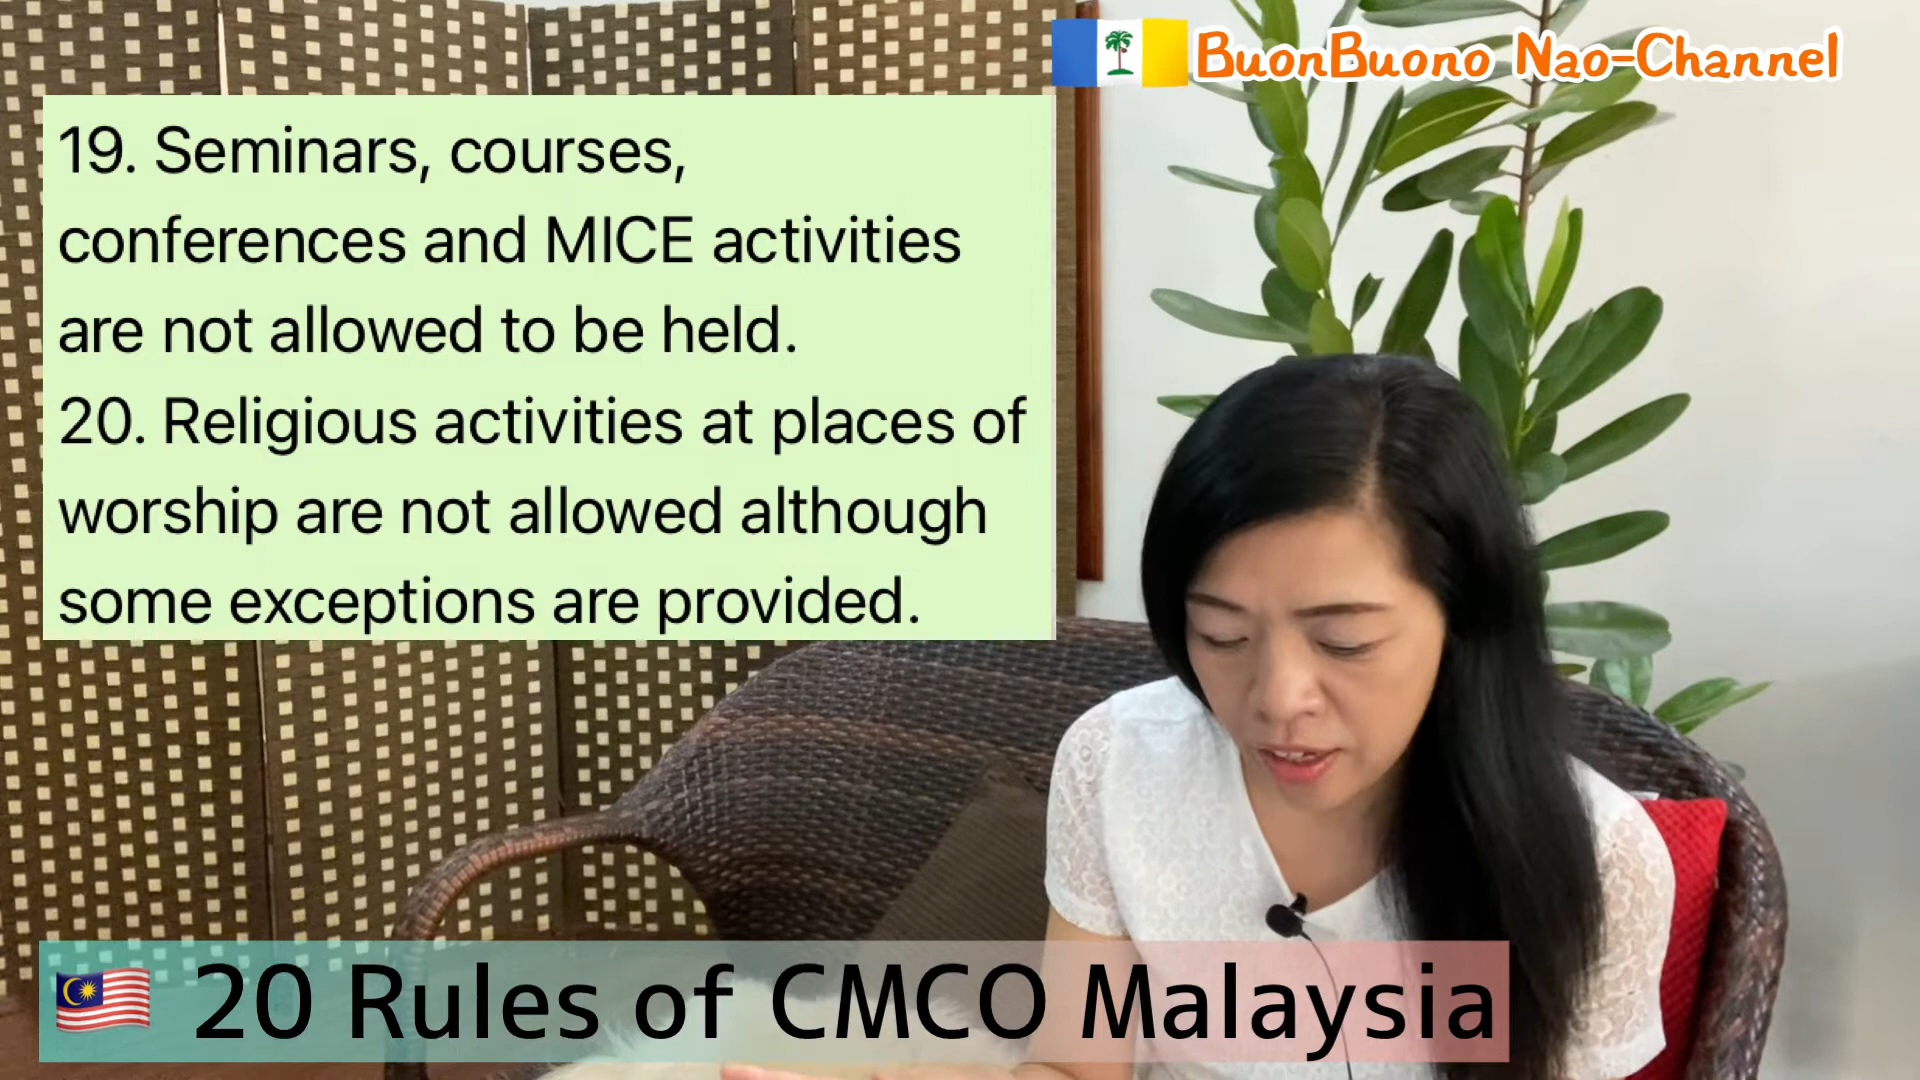 BuonBuono Nao-Channel
19. Seminars, courses,
conferences and MICE activities
are not allowed to be held.
20. Religious activities at places of
worship are not allowed although
some exceptions are provided.
20 Rules of CMCO Malaysia